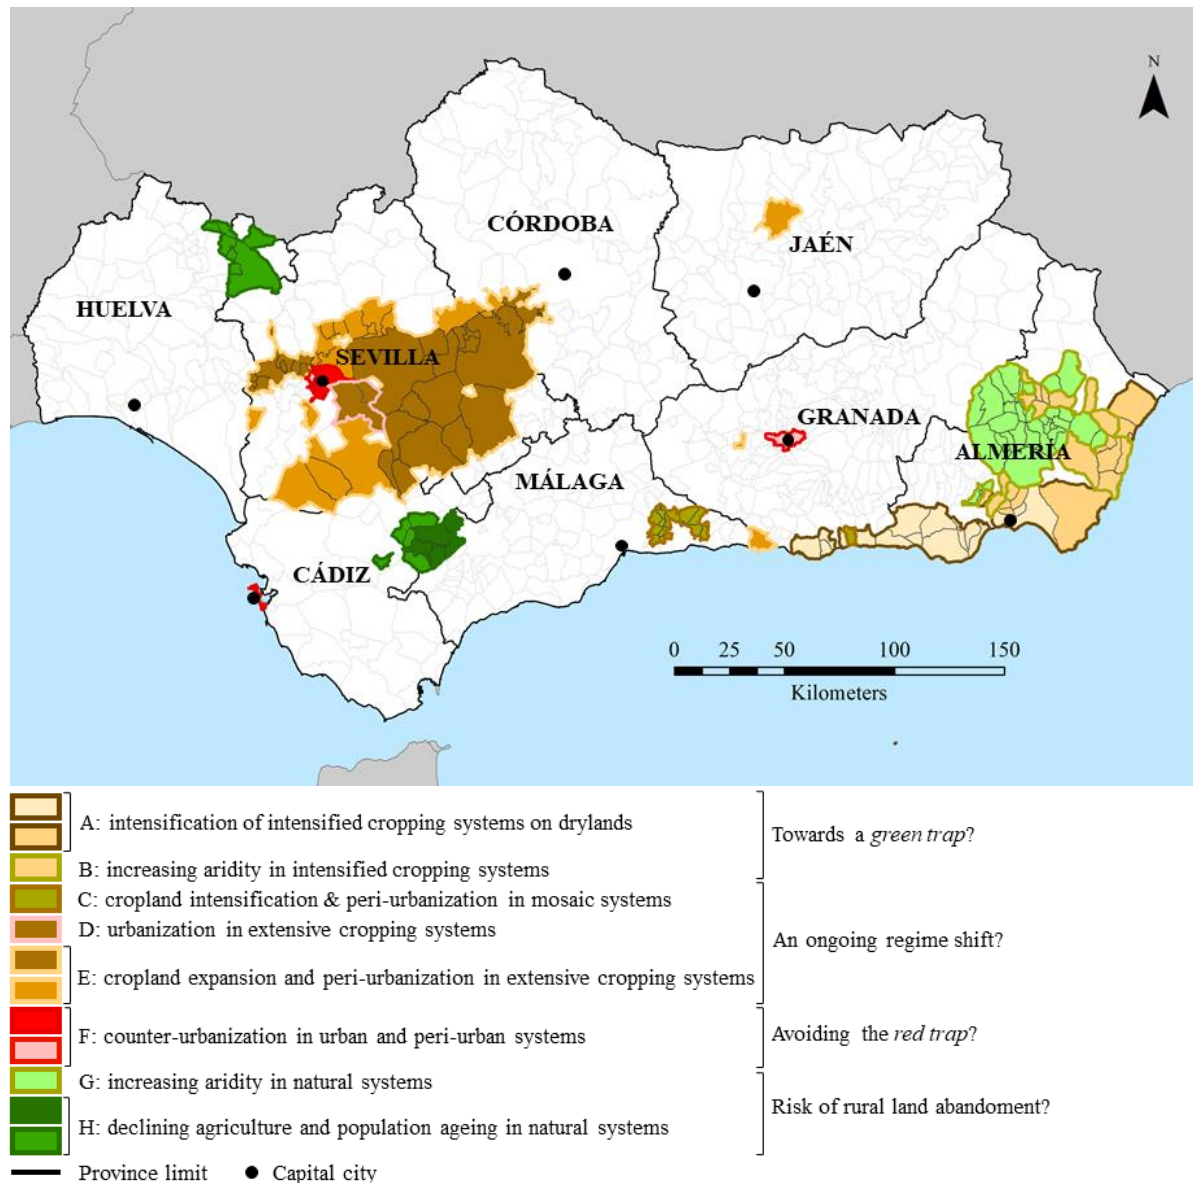 N
CÓRDOBA
JAÉN
HUELVA
SEVILLA
GRANADA
ALMERÍA
MÁLAGA
CÁDIZ
0 25 50 100 150
Kilometers
A: intensification of intensified cropping systems on drylands
Towards a green trap?
B: increasing aridity in intensified cropping systems
C: cropland intensification & peri-urbanization in mosaic systems
D: urbanization in extensive cropping systems
An ongoing regime shift?
E: cropland expansion and peri-urbanization in extensive cropping systems
F: counter-urbanization in urban and peri-urban systems
Avoiding the red trap?
G: increasing aridity in natural systems
Risk of rural land abandoment?
H: declining agriculture and population ageing in natural systems
Province limit
Capital city